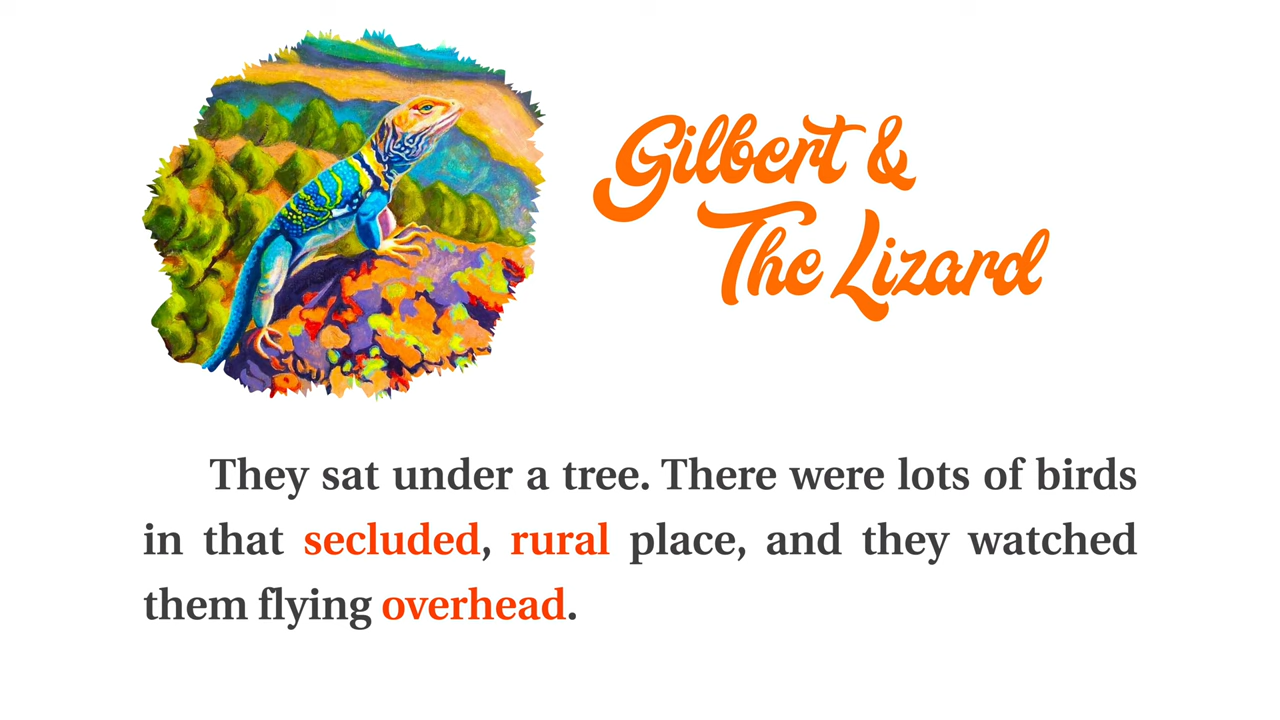 Gilbert &
The Lizard
They sat under a tree. There were lots of birds
in that secluded, rural place, and they watched
them flying overhead.